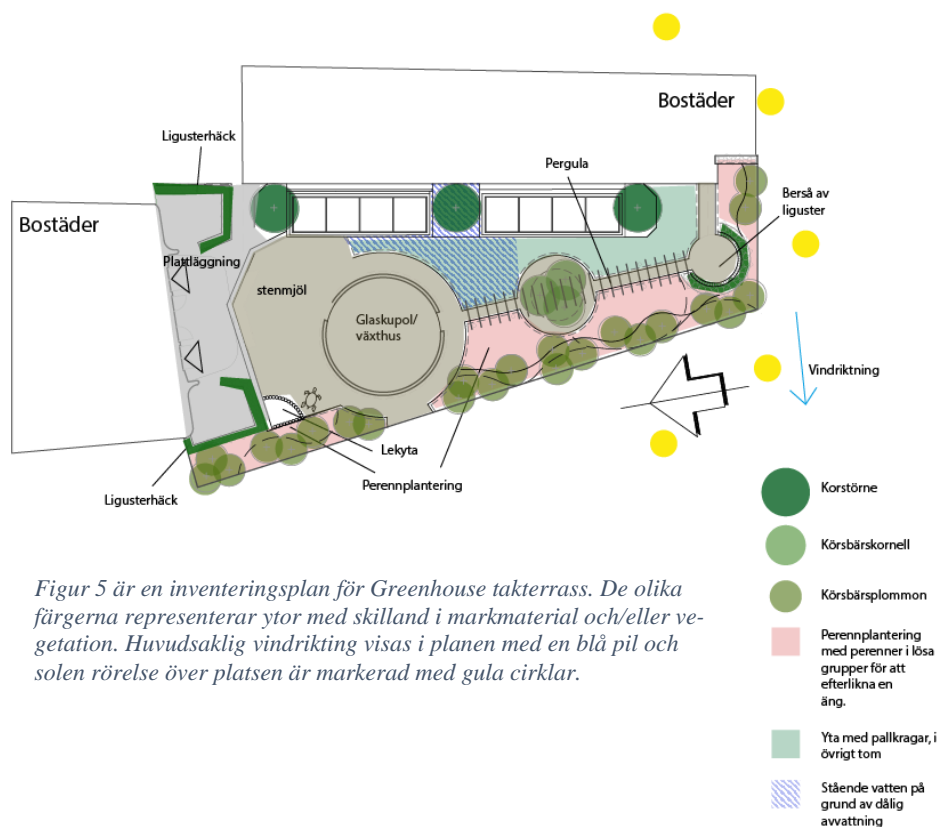 Bostäder
Ligusterhäck
Pergula
Berså av
liguster
Bostäder
Plattläggning
stenmjöl
Glaskupol/
växthus
Vindriktning
Lekyta
Perennplantering
Ligusterhäck
Korstörne
Körsbärskornell
Körsbärsplommon
Perennplantering
med perenner i lösa
grupper för att
efterlikna en
äng.
Yta med pallkragar, i
övrigt tom
Stående vatten på
grund av dålig
avvattning
Figur 5 är en inventeringsplan för Greenhouse takterrass. De olika
färgerna representerar ytor med skilland i markmaterial och/eller ve-
getation. Huvudsaklig vindrikting visas i planen med en blå pil och
solen rörelse över platsen är markerad med gula cirklar.